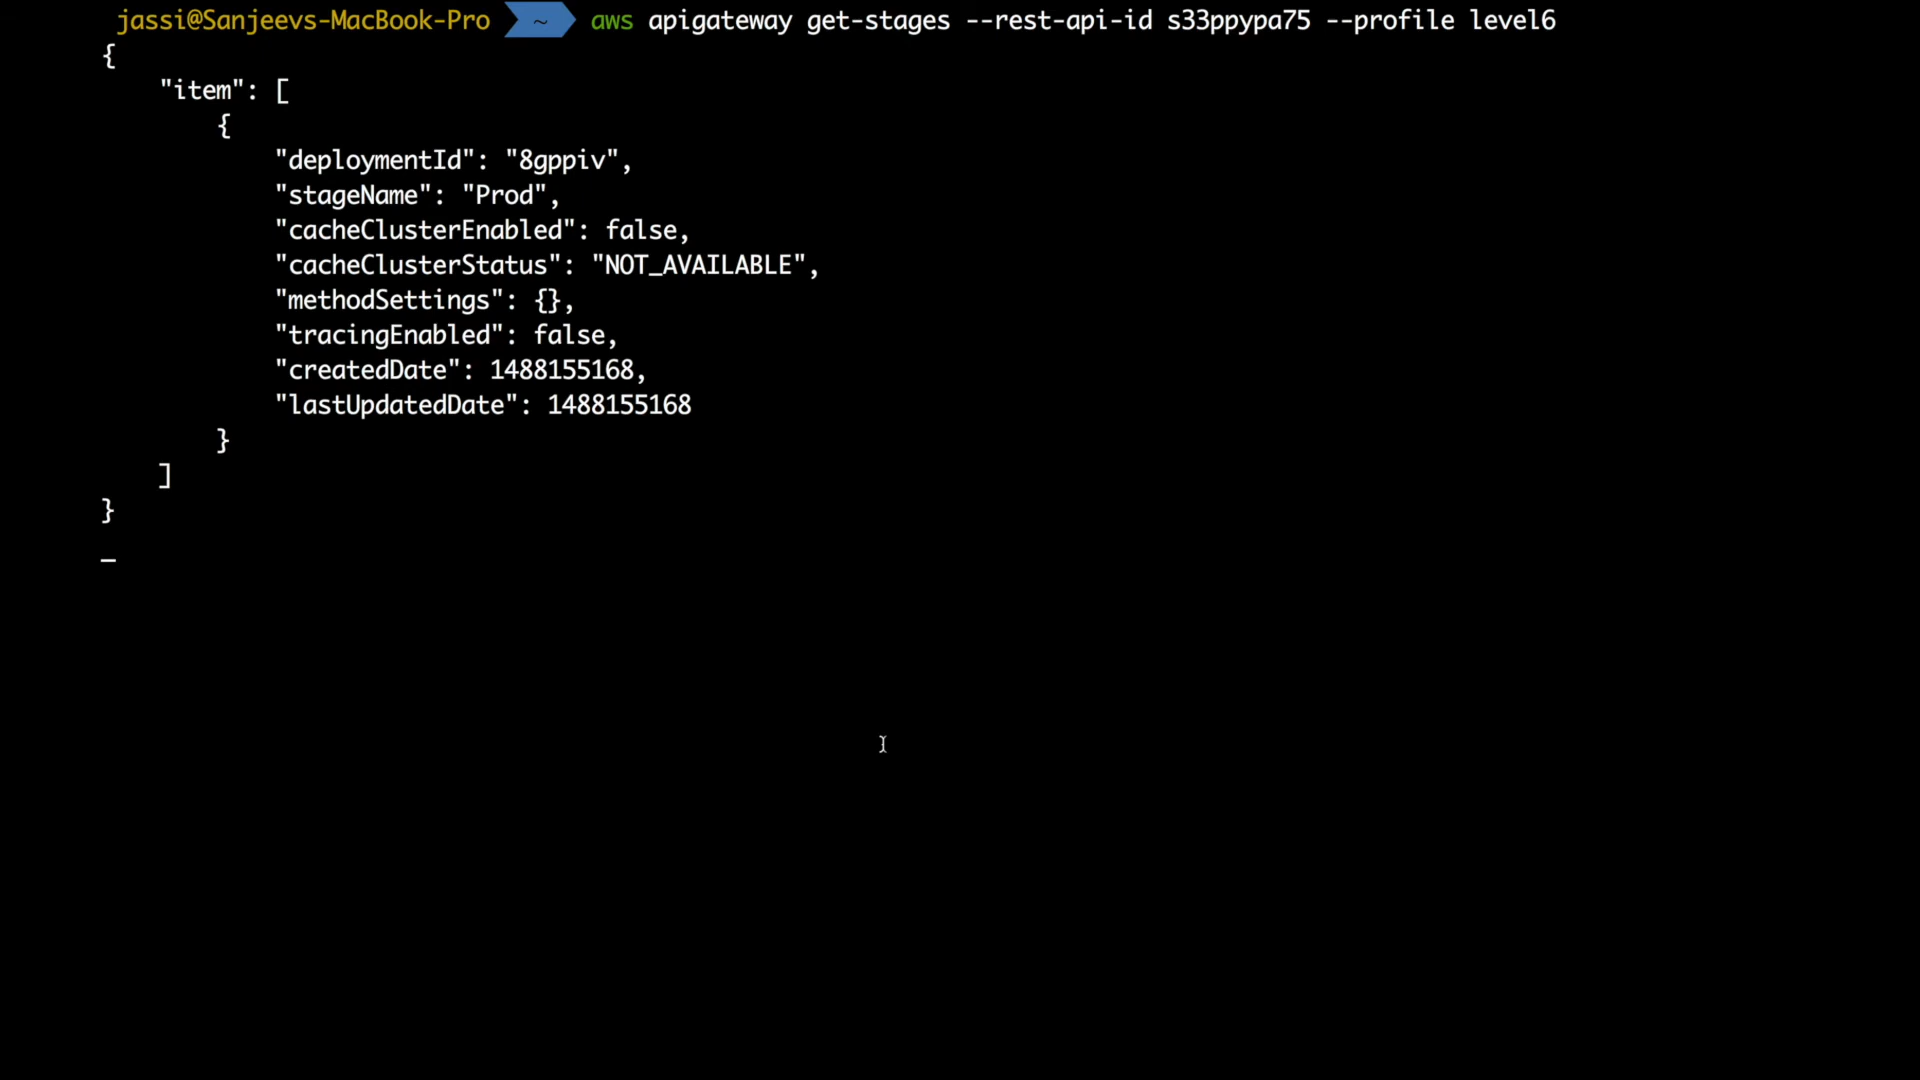 jassi@Sanjeevs-MacBook-Pro ~ aws apigateway get-stages --rest-api-id s33ppypa75 --profile level6
{
    "item": [
        {
            "deploymentId": "8gppiv",
            "stageName": "Prod",
            "cacheClusterEnabled": false,
            "cacheClusterStatus": "NOT_AVAILABLE",
            "methodSettings": {},
            "tracingEnabled": false,
            "createdDate": 1488155168,
            "lastUpdatedDate": 1488155168
        }
    ]
}